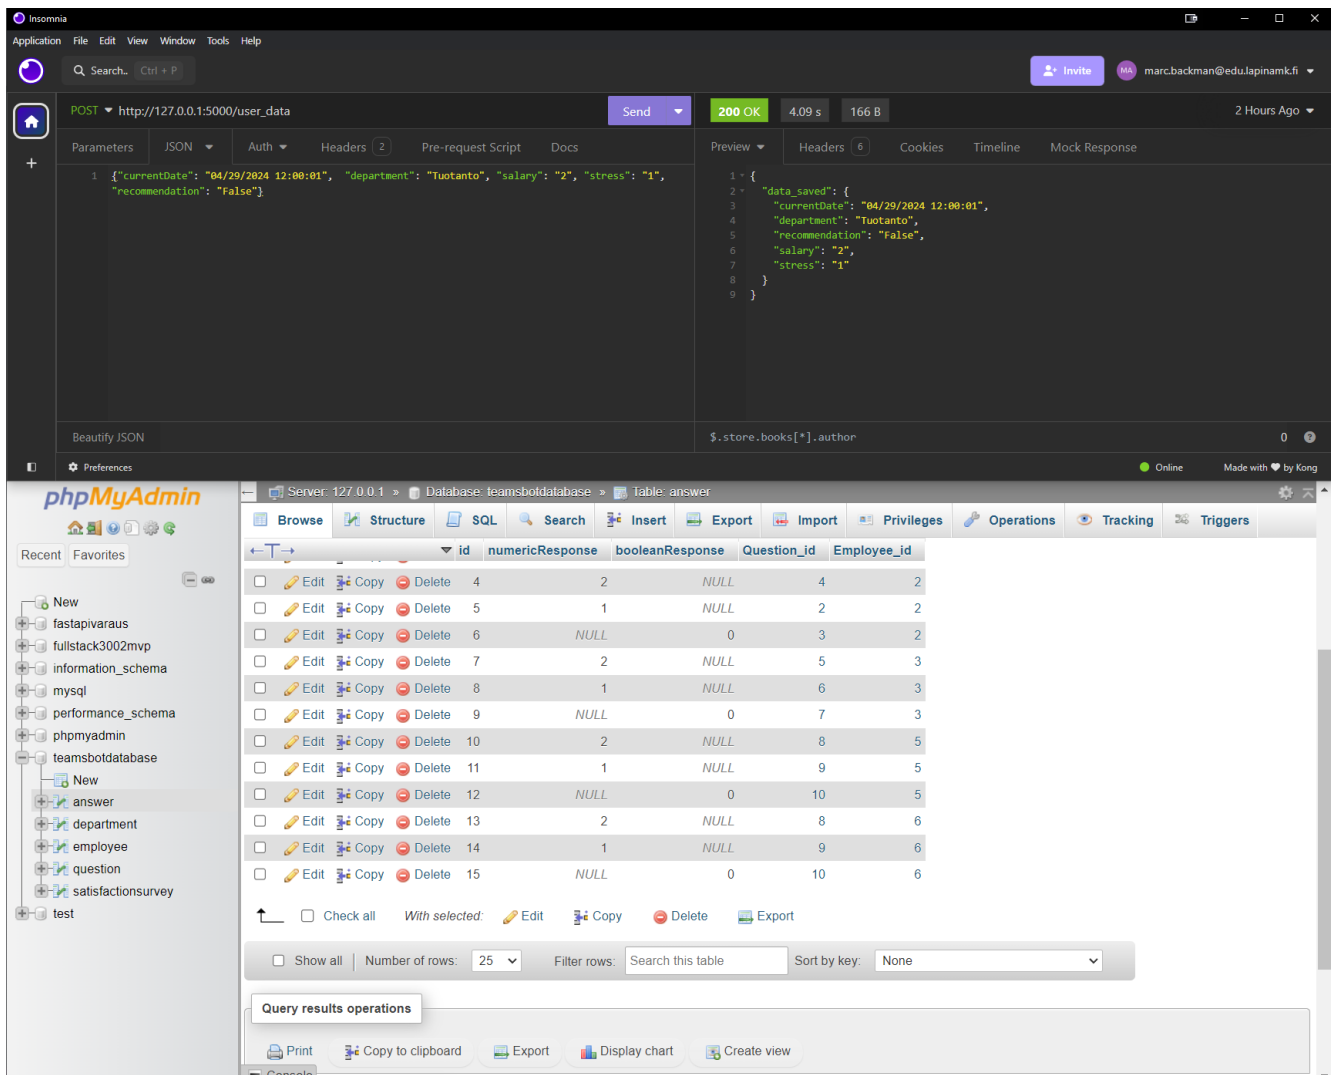 Insomnia
Application File Edit View Window Tools Help
Search.. Ctrl + P
Invite MA marc.backman@edu.lapinamk.fi
POST http://127.0.0.1:5000/user_data Send 200 OK 4.09 s 166 B 2 Hours Ago
Parameters JSON Auth Headers 2 Pre-request Script Docs Preview Headers 6 Cookies Timeline Mock Response
1 {"currentDate": "04/29/2024 12:00:01", "department": "Tuotanto", "salary": "2", "stress": "1",
"recommendation": "False"}
1 {
2 "data_saved": {
3 "currentDate": "04/29/2024 12:00:01",
4 "department": "Tuotanto",
5 "recommendation": "False",
6 "salary": "2",
7 "stress": "1"
8 }
9 }
Beautify JSON $.store.books[*].author 0
Preferences Online Made with ♥ by Kong
phpMyAdmin
Recent Favorites
New
fastapivaraus
fullstack3002mvp
information_schema
mysql
performance_schema
phpmyadmin
teamsbotdatabase
New
answer
department
employee
question
satisfactionsurvey
test
Server: 127.0.0.1 » Database: teamsbotdatabase » Table: answer
Browse Structure SQL Search Insert Export Import Privileges Operations Tracking Triggers
id numericResponse booleanResponse Question_id Employee_id
Edit Copy Delete 4 2 NULL 4 2
Edit Copy Delete 5 1 NULL 2 2
Edit Copy Delete 6 NULL 0 3 2
Edit Copy Delete 7 2 NULL 5 3
Edit Copy Delete 8 1 NULL 6 3
Edit Copy Delete 9 NULL 0 7 3
Edit Copy Delete 10 2 NULL 8 5
Edit Copy Delete 11 1 NULL 9 5
Edit Copy Delete 12 NULL 0 10 5
Edit Copy Delete 13 2 NULL 8 6
Edit Copy Delete 14 1 NULL 9 6
Edit Copy Delete 15 NULL 0 10 6
Check all With selected: Edit Copy Delete Export
Show all Number of rows: 25 Filter rows: Search this table Sort by key: None
Query results operations
Print Copy to clipboard Export Display chart Create view
Console